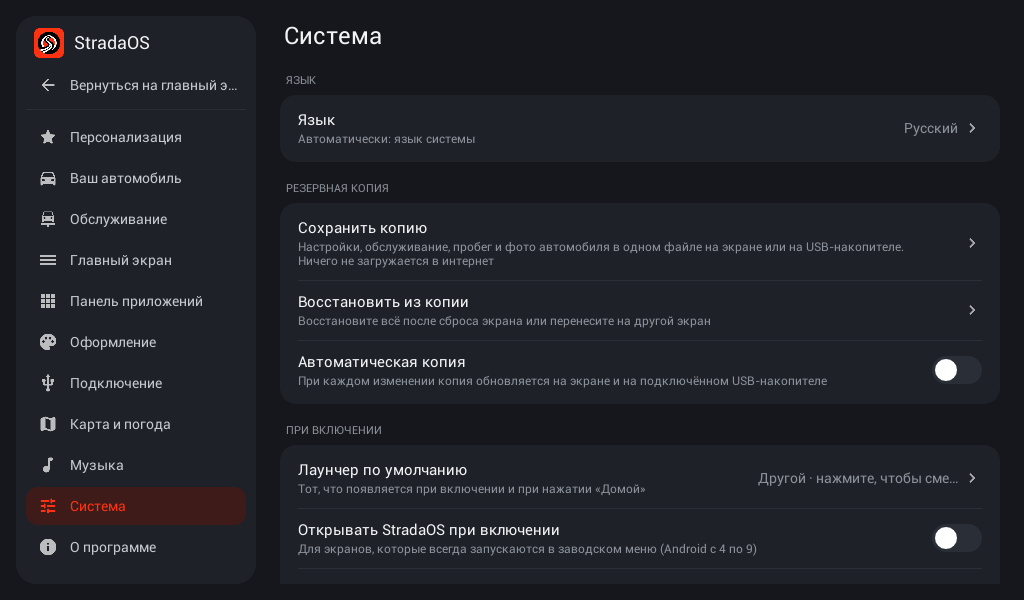 StradaOS
Вернуться на главный э...
Персонализация
Ваш автомобиль
Обслуживание
Главный экран
Панель приложений
Оформление
Подключение
Карта и погода
Музыка
Система
О программе
Система
ЯЗЫК
Язык
Автоматически: язык системы
Русский
РЕЗЕРВНАЯ КОПИЯ
Сохранить копию
Настройки, обслуживание, пробег и фото автомобиля в одном файле на экране или на USB-накопителе.
Ничего не загружается в интернет
Восстановить из копии
Восстановите всё после сброса экрана или перенесите на другой экран
Автоматическая копия
При каждом изменении копия обновляется на экране и на подключённом USB-накопителе
ПРИ ВКЛЮЧЕНИИ
Лаунчер по умолчанию
Тот, что появляется при включении и при нажатии «Домой»
Другой · нажмите, чтобы сме...
Открывать StradaOS при включении
Для экранов, которые всегда запускаются в заводском меню (Android с 4 по 9)